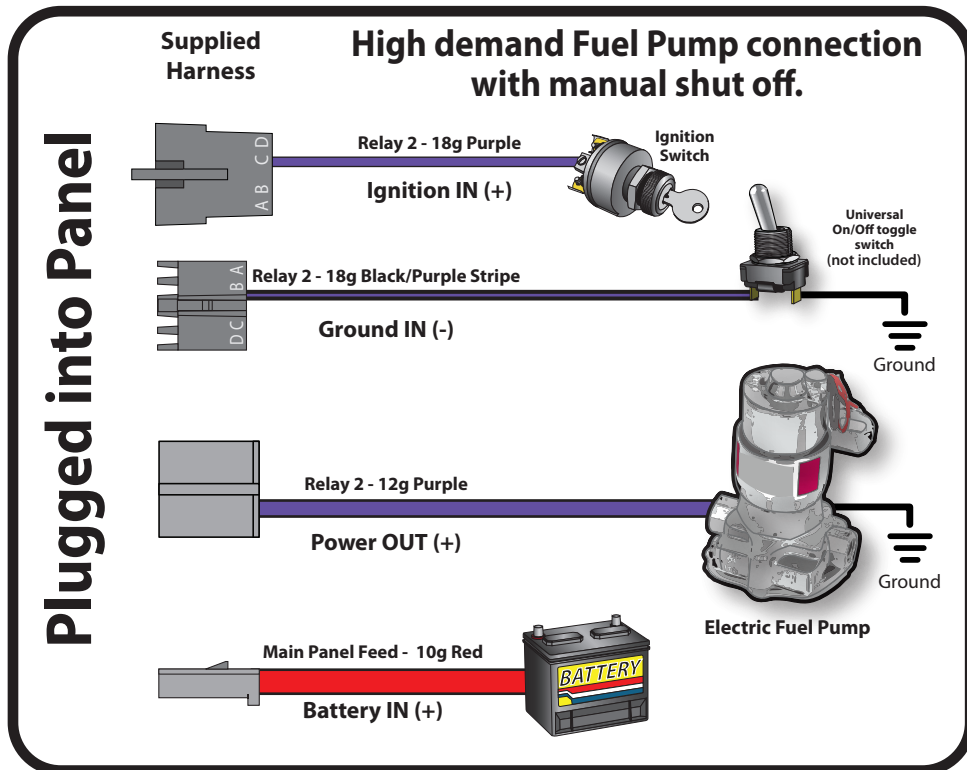 Supplied
Harness
High demand Fuel Pump connection
with manual shut off.
Plugged into Panel
A B C D
Relay 2 - 18g Purple
Ignition IN (+)
Ignition
Switch
D C B A
Relay 2 - 18g Black/Purple Stripe
Ground IN (-)
Universal
On/Off toggle
switch
(not included)
Ground
Relay 2 - 12g Purple
Power OUT (+)
Ground
Electric Fuel Pump
Main Panel Feed - 10g Red
Battery IN (+)
BATTERY